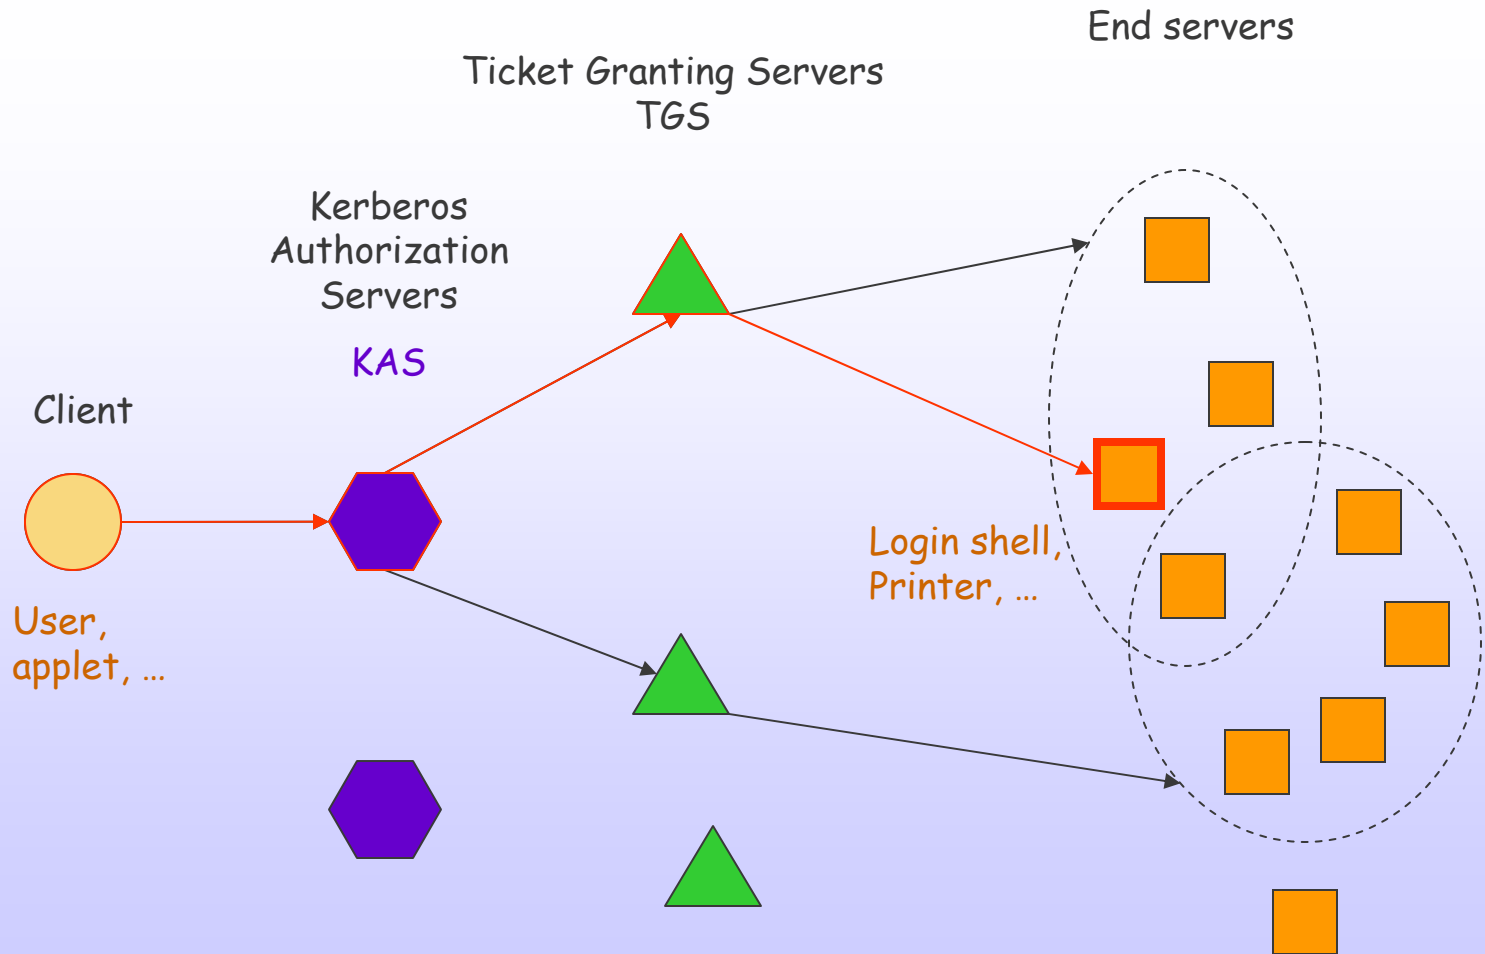 End servers
Ticket Granting Servers
TGS
Kerberos
Authorization
Servers
KAS
Client
Login shell,
Printer, …
User,
applet, …